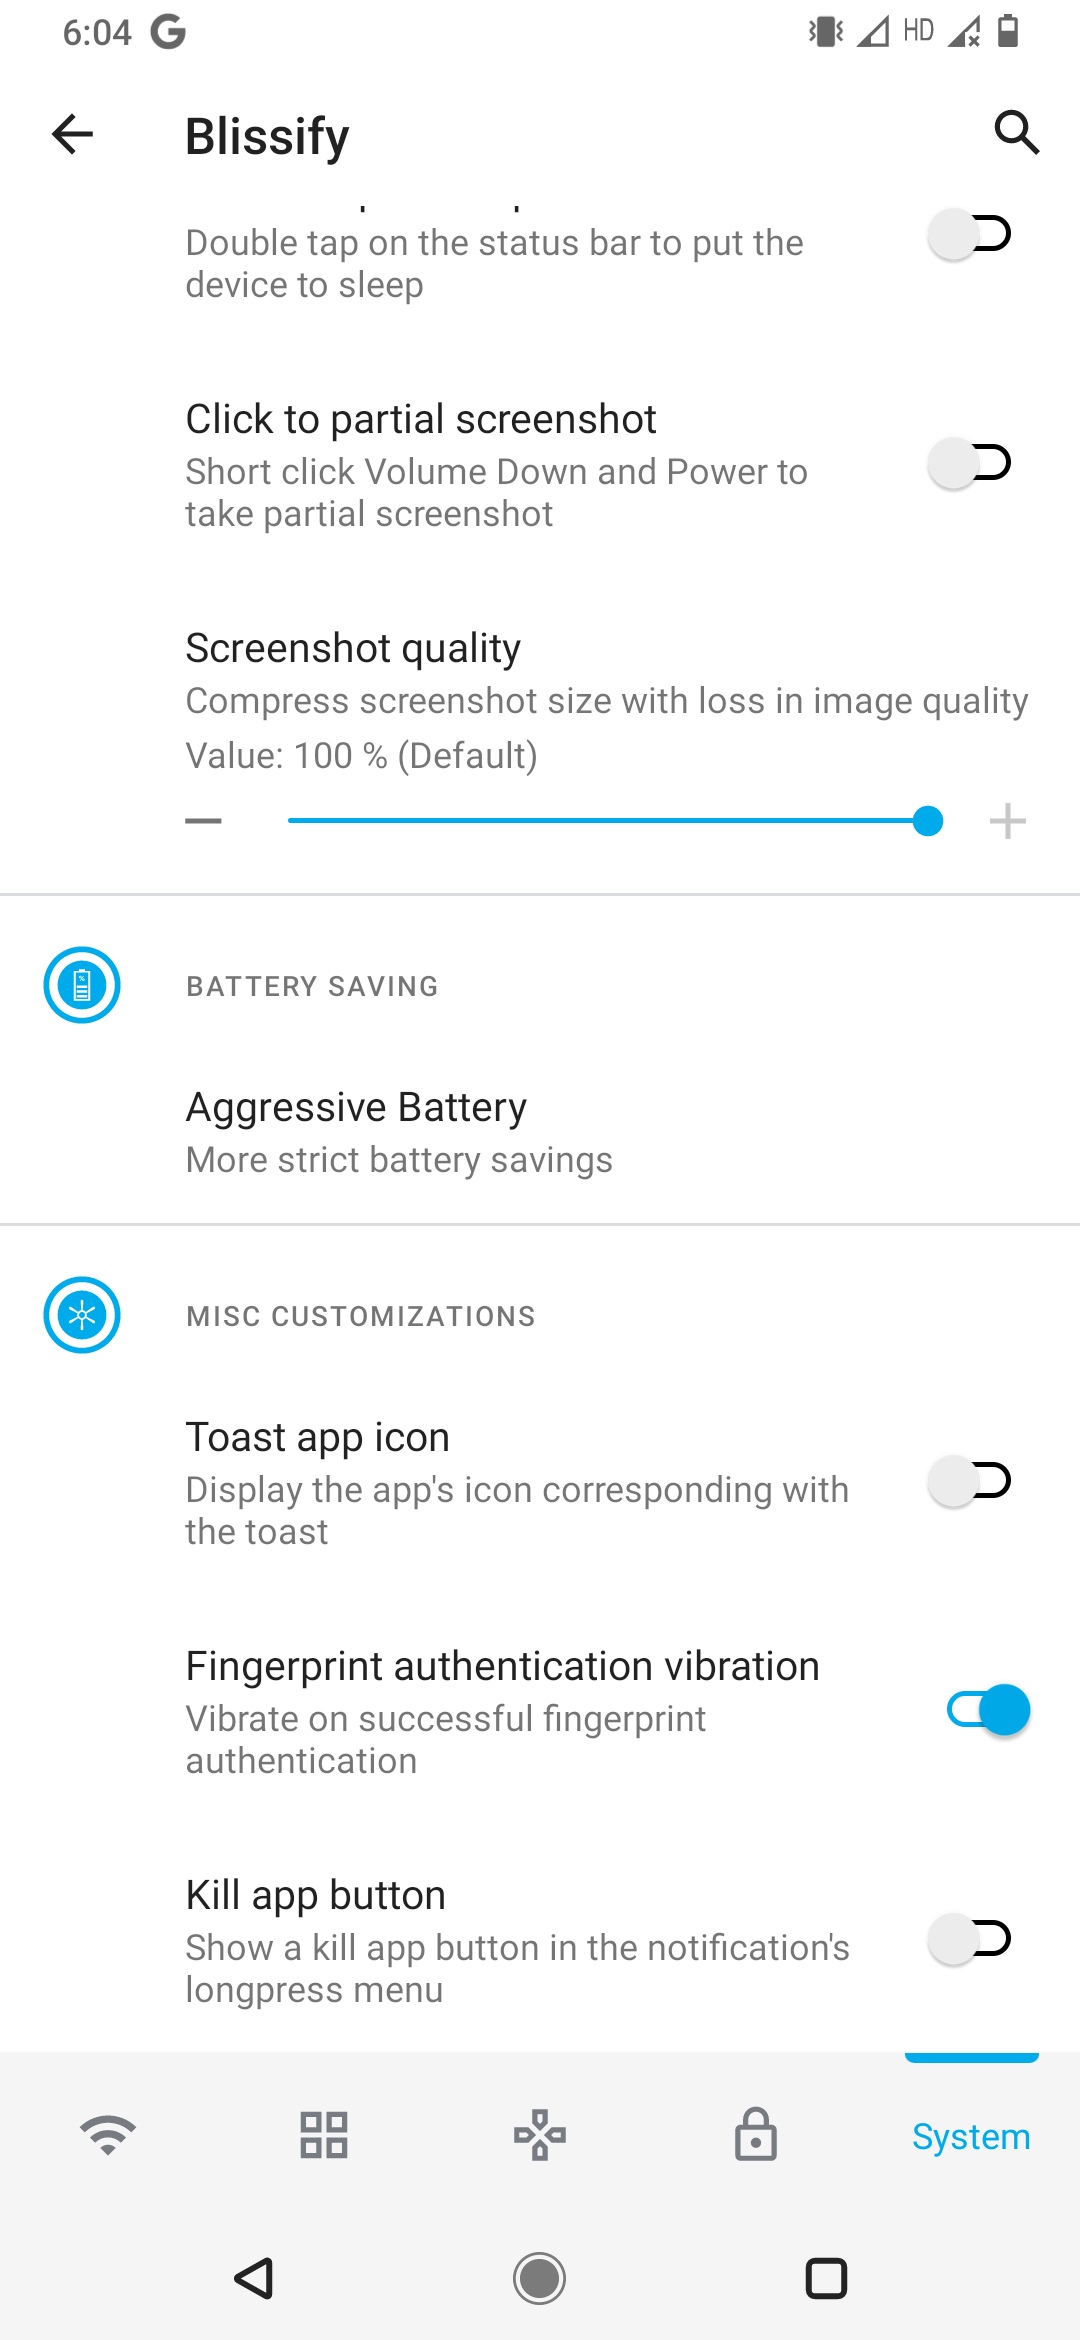 6:04 G HD
Blissify
Double tap on the status bar to put the
device to sleep
Click to partial screenshot
Short click Volume Down and Power to
take partial screenshot
Screenshot quality
Compress screenshot size with loss in image quality
Value: 100 % (Default)
BATTERY SAVING
Aggressive Battery
More strict battery savings
MISC CUSTOMIZATIONS
Toast app icon
Display the app's icon corresponding with
the toast
Fingerprint authentication vibration
Vibrate on successful fingerprint
authentication
Kill app button
Show a kill app button in the notification's
longpress menu
System